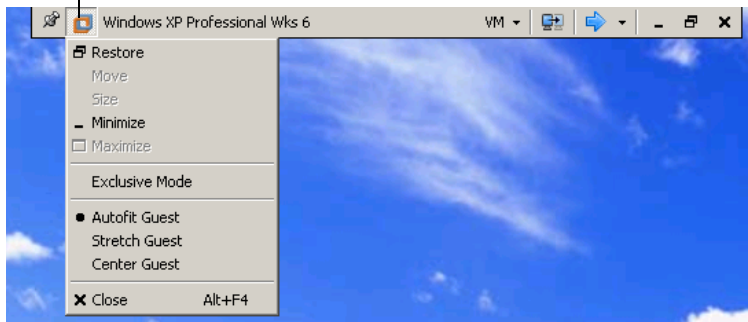 Windows XP Professional Wks 6 VM
Restore
Move
Size
Minimize
Maximize
Exclusive Mode
Autofit Guest
Stretch Guest
Center Guest
Close Alt+F4